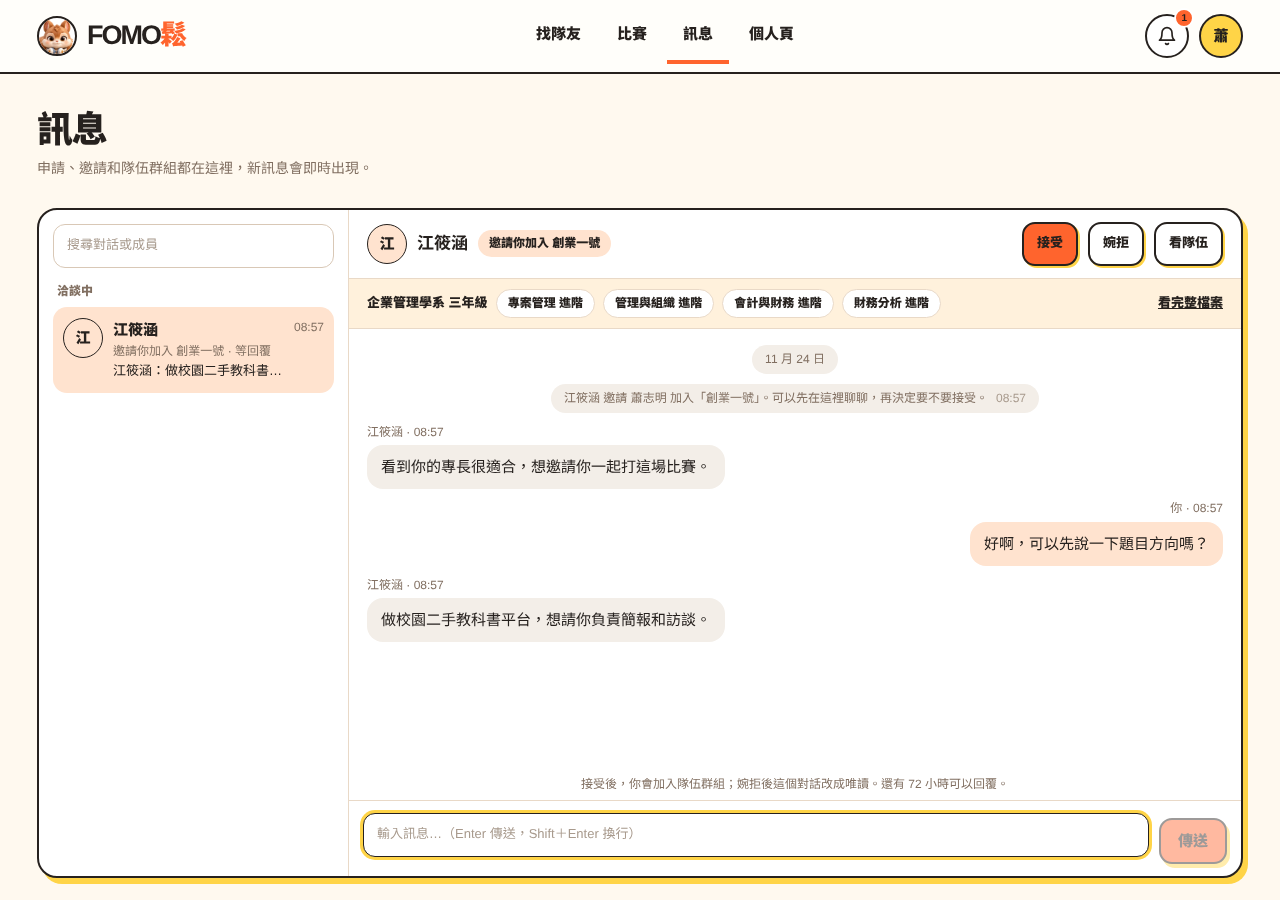 FOMO鬆
找隊友
比賽
訊息
個人頁
1
蕭
訊息
申請、邀請和隊伍群組都在這裡，新訊息會即時出現。
搜尋對話或成員
洽談中
江
江筱涵
08:57
邀請你加入 創業一號 · 等回覆
江筱涵：做校園二手教科書…
江
江筱涵
邀請你加入 創業一號
接受
婉拒
看隊伍
企業管理學系 三年級
專案管理 進階
管理與組織 進階
會計與財務 進階
財務分析 進階
看完整檔案
11 月 24 日
江筱涵 邀請 蕭志明 加入「創業一號」。可以先在這裡聊聊，再決定要不要接受。 08:57
江筱涵 · 08:57
看到你的專長很適合，想邀請你一起打這場比賽。
你 · 08:57
好啊，可以先說一下題目方向嗎？
江筱涵 · 08:57
做校園二手教科書平台，想請你負責簡報和訪談。
接受後，你會加入隊伍群組；婉拒後這個對話改成唯讀。還有 72 小時可以回覆。
輸入訊息…（Enter 傳送，Shift＋Enter 換行）
傳送